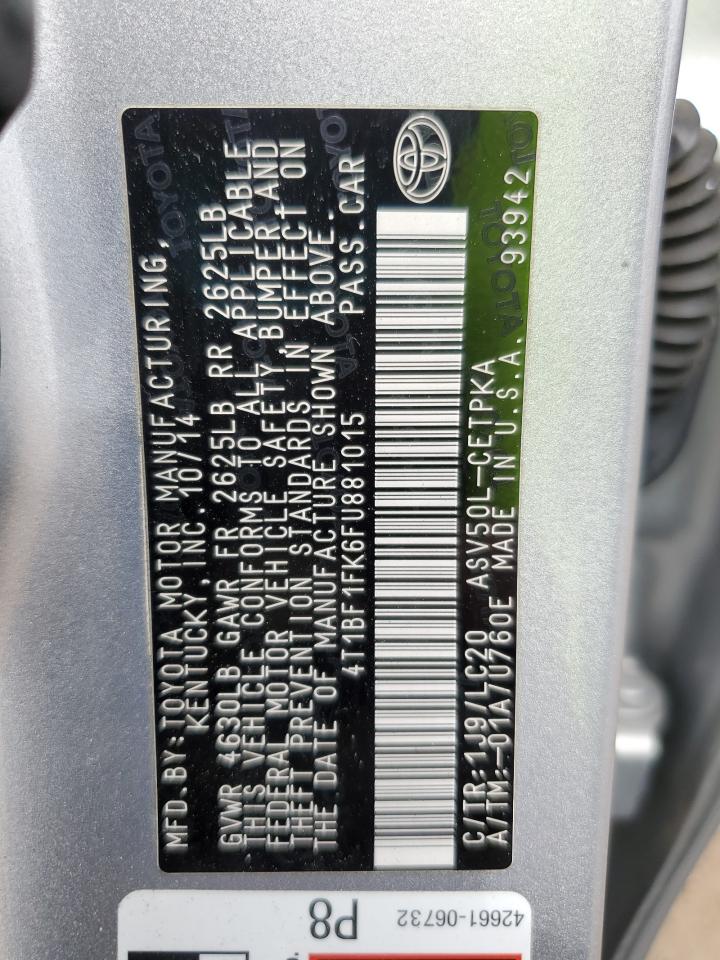 MFD.BY:TOYOTA MOTOR MANUFACTURING,
KENTUCKY, INC. 10/14
GVWR 4630LB GAWR FR 2625LB RR 2625LB
THIS VEHICLE CONFORMS TO ALL APPLICABLE
FEDERAL MOTOR VEHICLE SAFETY BUMPER, AND
THEFT PREVENTION STANDARDS IN EFFECT ON
THE DATE OF MANUFACTURE SHOWN ABOVE.
4T1BF1FK6FU881015 PASS.CAR
C/TR:1J9/LC20 ASV50L-CETPKA
A/TM:-01A/U760E MADE IN U.S.A. 93942
P8
42661-06732